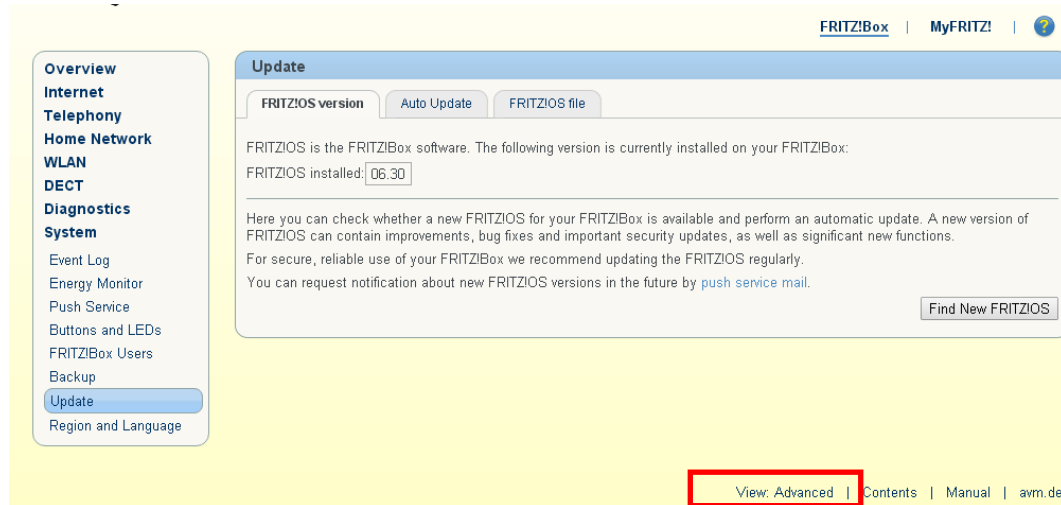 FRITZ!Box | MyFRITZ! | ?
Overview
Internet
Telephony
Home Network
WLAN
DECT
Diagnostics
System
Event Log
Energy Monitor
Push Service
Buttons and LEDs
FRITZ!Box Users
Backup
Update
Region and Language
Update
FRITZ!OS version
Auto Update
FRITZ!OS file
FRITZ!OS is the FRITZ!Box software. The following version is currently installed on your FRITZ!Box:
FRITZ!OS installed: 06.30
Here you can check whether a new FRITZ!OS for your FRITZ!Box is available and perform an automatic update. A new version of
FRITZ!OS can contain improvements, bug fixes and important security updates, as well as significant new functions.
For secure, reliable use of your FRITZ!Box we recommend updating the FRITZ!OS regularly.
You can request notification about new FRITZ!OS versions in the future by push service mail.
Find New FRITZ!OS
View: Advanced | Contents | Manual | avm.de